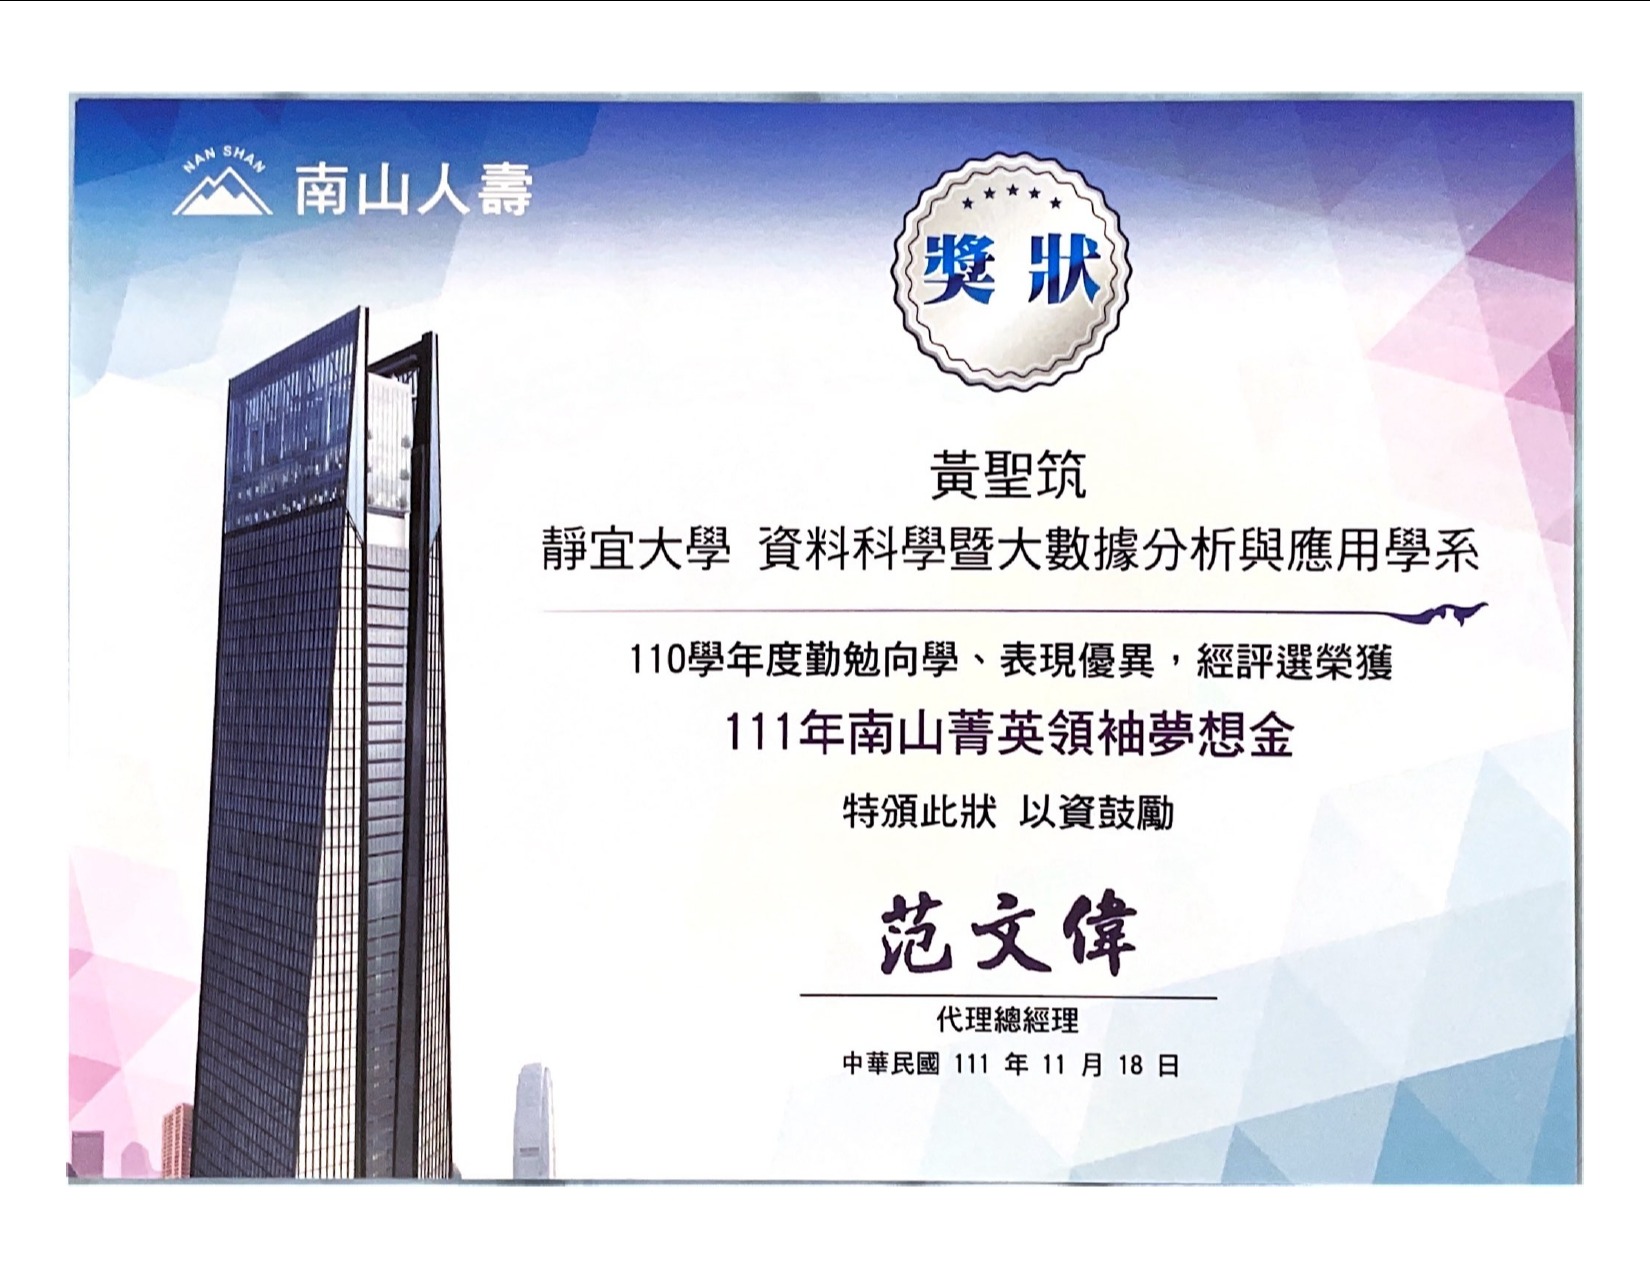 NAN SHAN
南山人壽
獎狀
黃聖筑
靜宜大學 資料科學暨大數據分析與應用學系
110學年度勤勉向學、表現優異，經評選榮獲
111年南山菁英領袖夢想金
特頒此狀 以資鼓勵
范文偉
代理總經理
中華民國 111 年 11 月 18 日